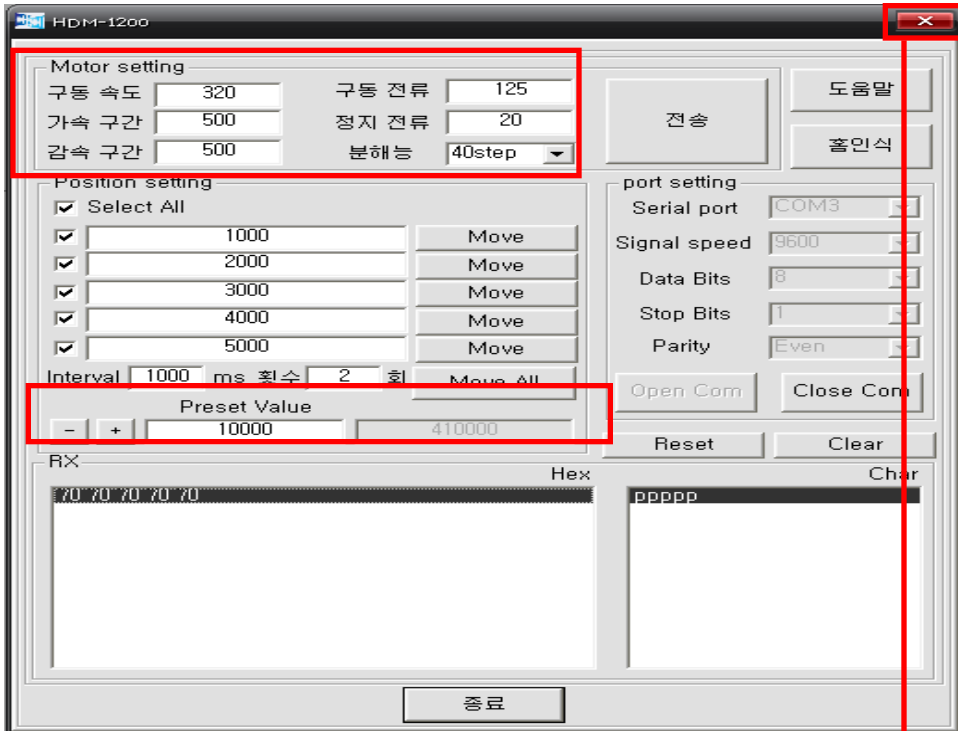 HDM-1200
Motor setting
구동 속도 320 구동 전류 125
가속 구간 500 정지 전류 20
감속 구간 500 분해능 40step
전송
도움말
홈인식
Position setting
Select All
1000 Move
2000 Move
3000 Move
4000 Move
5000 Move
Interval 1000 ms 횟수 2 회 Move All
Preset Value
- + 10000 410000
port setting
Serial port COM3
Signal speed 9600
Data Bits 8
Stop Bits 1
Parity Even
Open Com Close Com
Reset Clear
RX
Hex Char
70 70 70 70 70 ppppp
종료